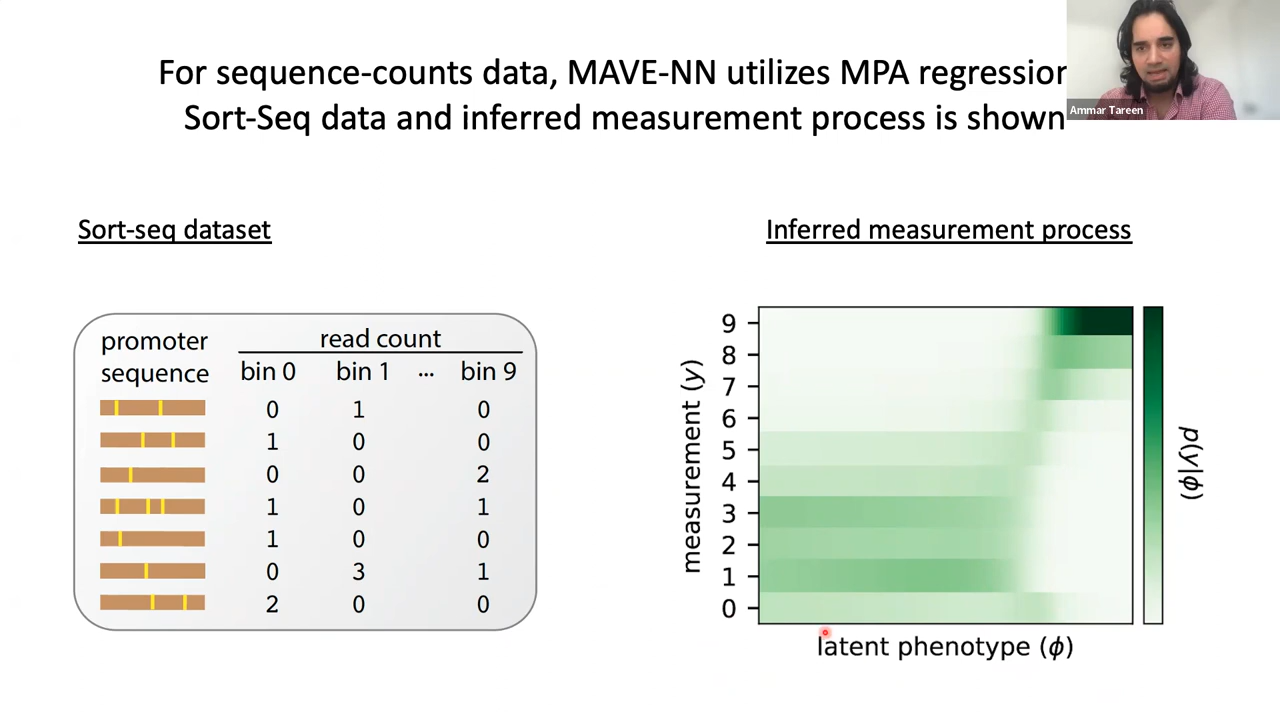 For sequence-counts data, MAVE-NN utilizes MPA regression
Sort-Seq data and inferred measurement process is shown
Ammar Tareen
Sort-seq dataset
promoter sequence read count
bin 0 bin 1 ... bin 9
0 1 0
1 0 0
0 0 2
1 0 1
1 0 0
0 3 1
2 0 0
Inferred measurement process
measurement (y)
9
8
7
6
5
4
3
2
1
0
latent phenotype (ϕ)
p(y|ϕ)